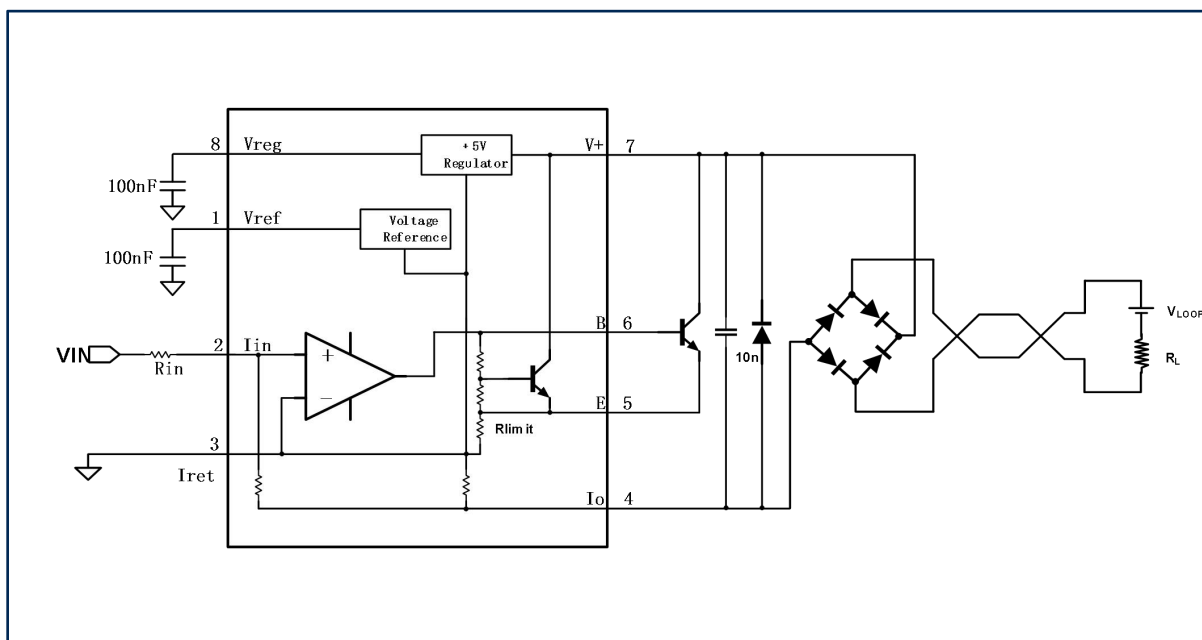 8 Vreg
+5V
Regulator
V+ 7
100nF
1 Vref
Voltage
Reference
100nF
B 6
VIN
Rin
2 Iin
+
−
10n
VLOOP
RL
E 5
Rlimit
3
Iret
Io 4